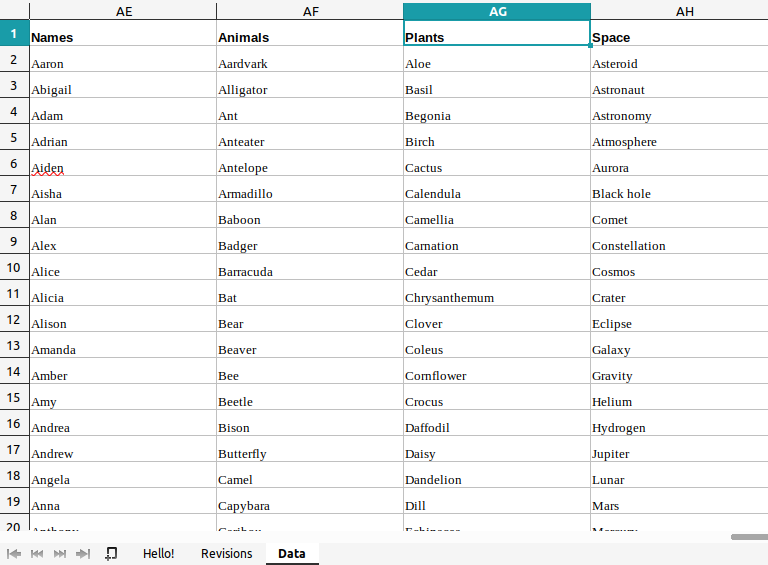 AE AF AG AH
1 Names Animals Plants Space
2 Aaron Aardvark Aloe Asteroid
3 Abigail Alligator Basil Astronaut
4 Adam Ant Begonia Astronomy
5 Adrian Anteater Birch Atmosphere
6 Aiden Antelope Cactus Aurora
7 Aisha Armadillo Calendula Black hole
8 Alan Baboon Camellia Comet
9 Alex Badger Carnation Constellation
10 Alice Barracuda Cedar Cosmos
11 Alicia Bat Chrysanthemum Crater
12 Alison Bear Clover Eclipse
13 Amanda Beaver Coleus Galaxy
14 Amber Bee Cornflower Gravity
15 Amy Beetle Crocus Helium
16 Andrea Bison Daffodil Hydrogen
17 Andrew Butterfly Daisy Jupiter
18 Angela Camel Dandelion Lunar
19 Anna Capybara Dill Mars
20
Hello! Revisions Data